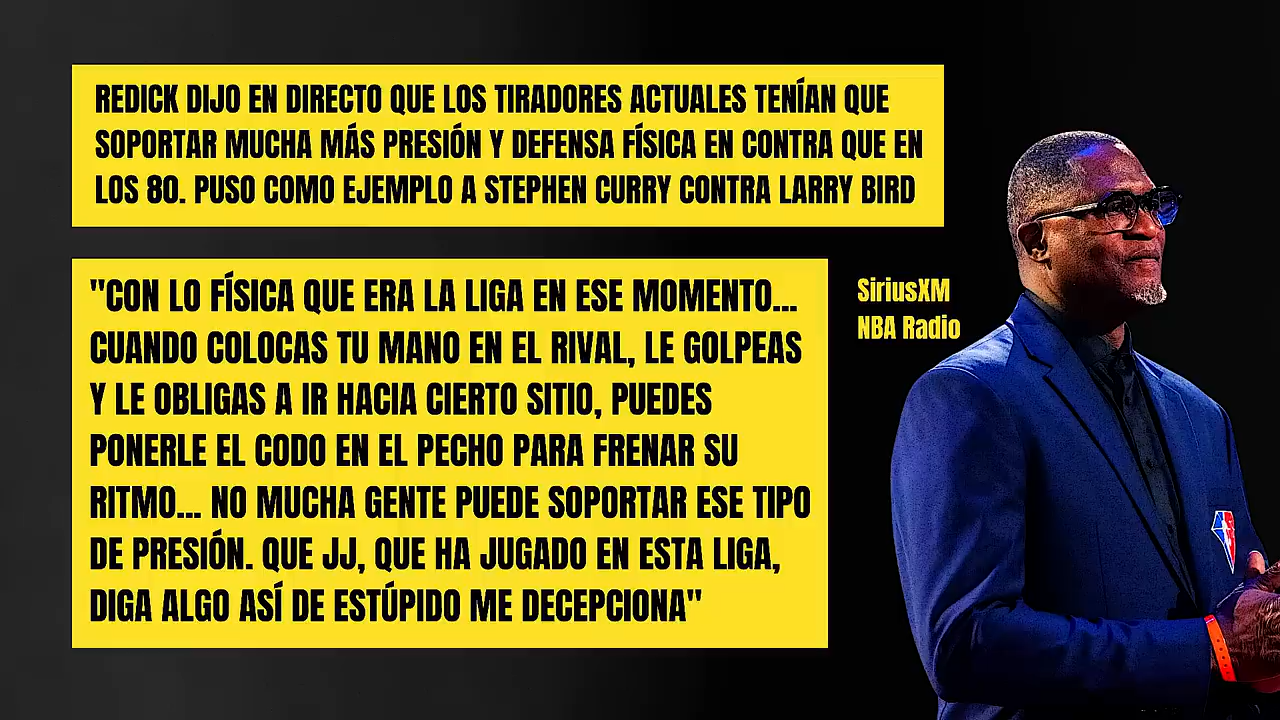 REDICK DIJO EN DIRECTO QUE LOS TIRADORES ACTUALES TENÍAN QUE
SOPORTAR MUCHA MÁS PRESIÓN Y DEFENSA FÍSICA EN CONTRA QUE EN
LOS 80. PUSO COMO EJEMPLO A STEPHEN CURRY CONTRA LARRY BIRD
"CON LO FÍSICA QUE ERA LA LIGA EN ESE MOMENTO...
CUANDO COLOCAS TU MANO EN EL RIVAL, LE GOLPEAS
Y LE OBLIGAS A IR HACIA CIERTO SITIO, PUEDES
PONERLE EL CODO EN EL PECHO PARA FRENAR SU
RITMO... NO MUCHA GENTE PUEDE SOPORTAR ESE TIPO
DE PRESIÓN. QUE JJ, QUE HA JUGADO EN ESTA LIGA,
DIGA ALGO ASÍ DE ESTÚPIDO ME DECEPCIONA"
SiriusXM
NBA Radio